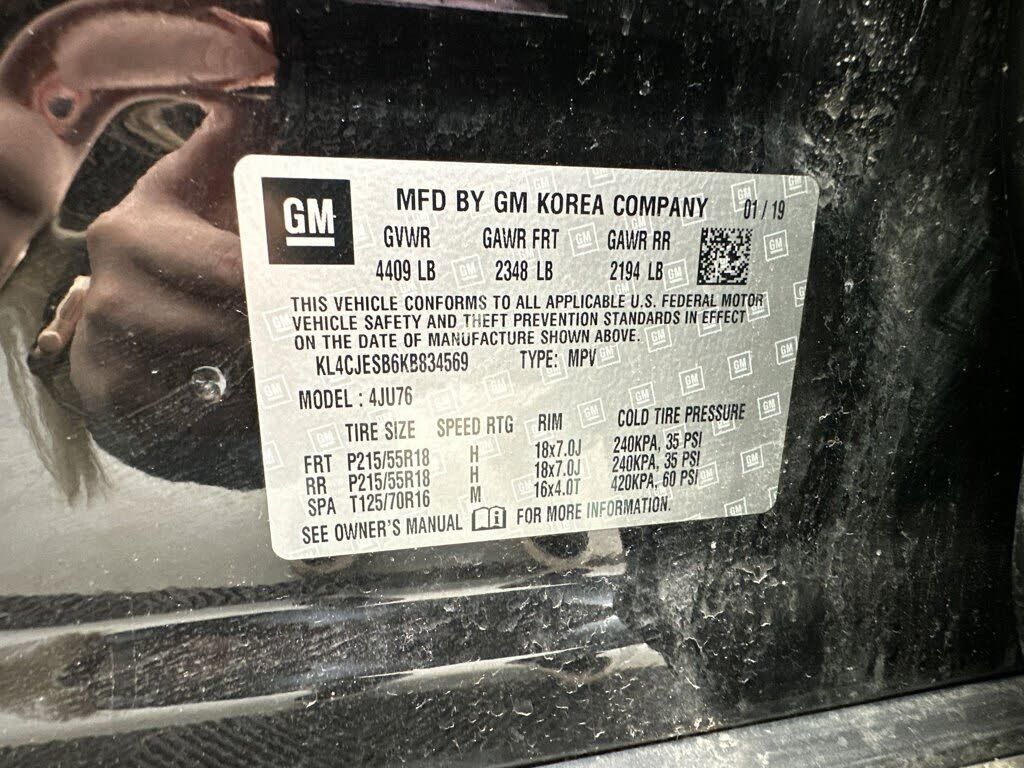 GM
MFD BY GM KOREA COMPANY 01/19
GVWR GAWR FRT GAWR RR
4409 LB 2348 LB 2194 LB
THIS VEHICLE CONFORMS TO ALL APPLICABLE U.S. FEDERAL MOTOR
VEHICLE SAFETY AND THEFT PREVENTION STANDARDS IN EFFECT
ON THE DATE OF MANUFACTURE SHOWN ABOVE.
KL4CJESB6KB834569 TYPE: MPV
MODEL : 4JU76
TIRE SIZE SPEED RTG RIM COLD TIRE PRESSURE
FRT P215/55R18 H 18x7.0J 240KPA, 35 PSI
RR P215/55R18 H 18x7.0J 240KPA, 35 PSI
SPA T125/70R16 M 16x4.0T 420KPA, 60 PSI
SEE OWNER'S MANUAL FOR MORE INFORMATION.